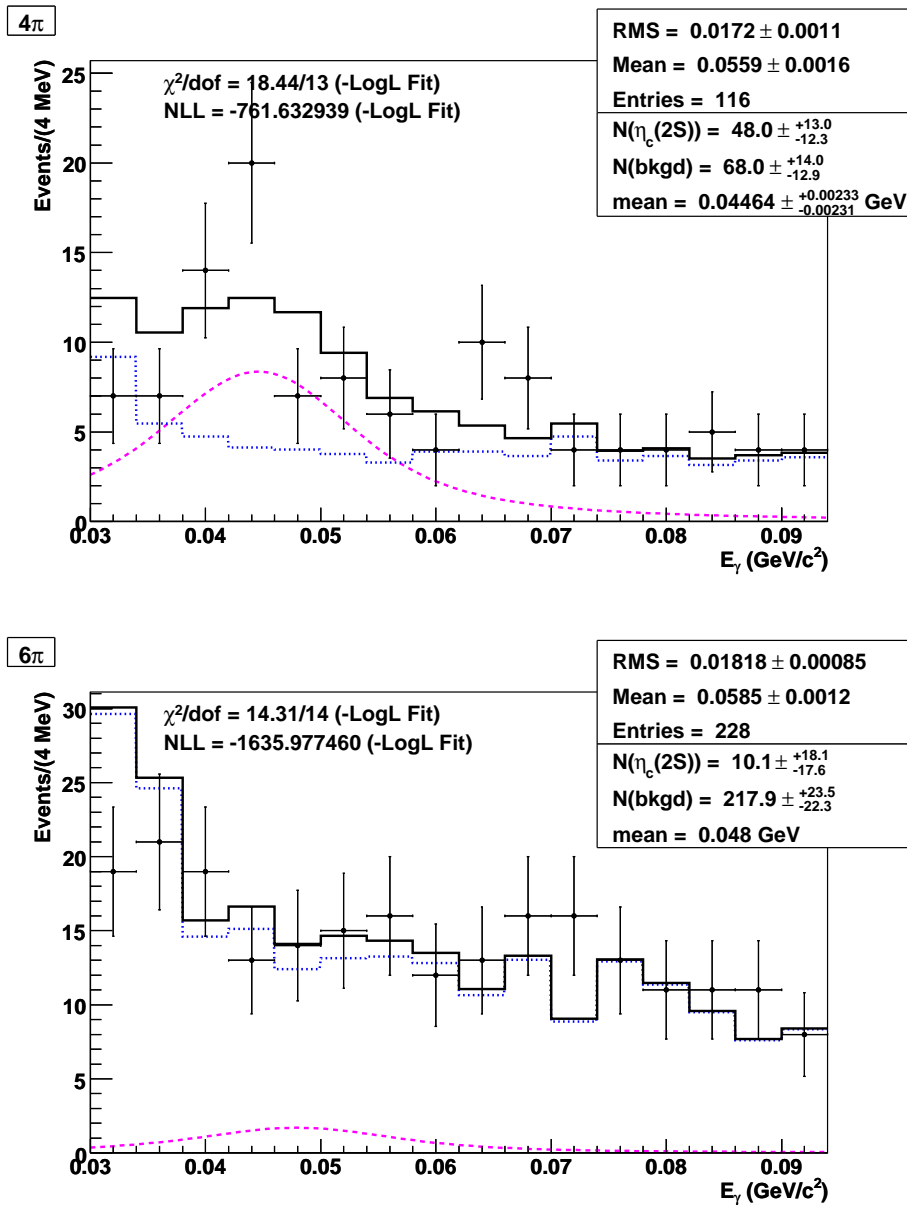 4π
RMS = 0.0172 ± 0.0011
Mean = 0.0559 ± 0.0016
Entries = 116
N(ηc(2S)) = 48.0 ± +13.0 -12.3
N(bkgd) = 68.0 ± +14.0 -12.9
mean = 0.04464 ± +0.00233 -0.00231 GeV
χ²/dof = 18.44/13 (-LogL Fit)
NLL = -761.632939 (-LogL Fit)
Events/(4 MeV)
25
20
15
10
5
0
0.03 0.04 0.05 0.06 0.07 0.08 0.09
Eγ (GeV/c²)
6π
RMS = 0.01818 ± 0.00085
Mean = 0.0585 ± 0.0012
Entries = 228
N(ηc(2S)) = 10.1 ± +18.1 -17.6
N(bkgd) = 217.9 ± +23.5 -22.3
mean = 0.048 GeV
χ²/dof = 14.31/14 (-LogL Fit)
NLL = -1635.977460 (-LogL Fit)
Events/(4 MeV)
30
25
20
15
10
5
0
0.03 0.04 0.05 0.06 0.07 0.08 0.09
Eγ (GeV/c²)